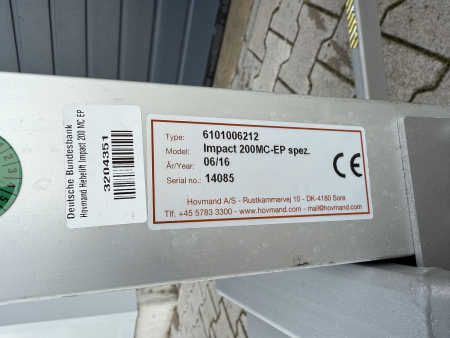 Deutsche Bundesbank
Hovmand Hebelift Impact 200 MC EP
3204351
Type: 6101006212
Model: Impact 200MC-EP spez.
År/Year: 06/16
Serial no.: 14085
CE
Hovmand A/S - Rustkammervej 10 - DK-4180 Sorø
Tlf. +45 5783 3300 - www.hovmand.com - mail@hovmand.com